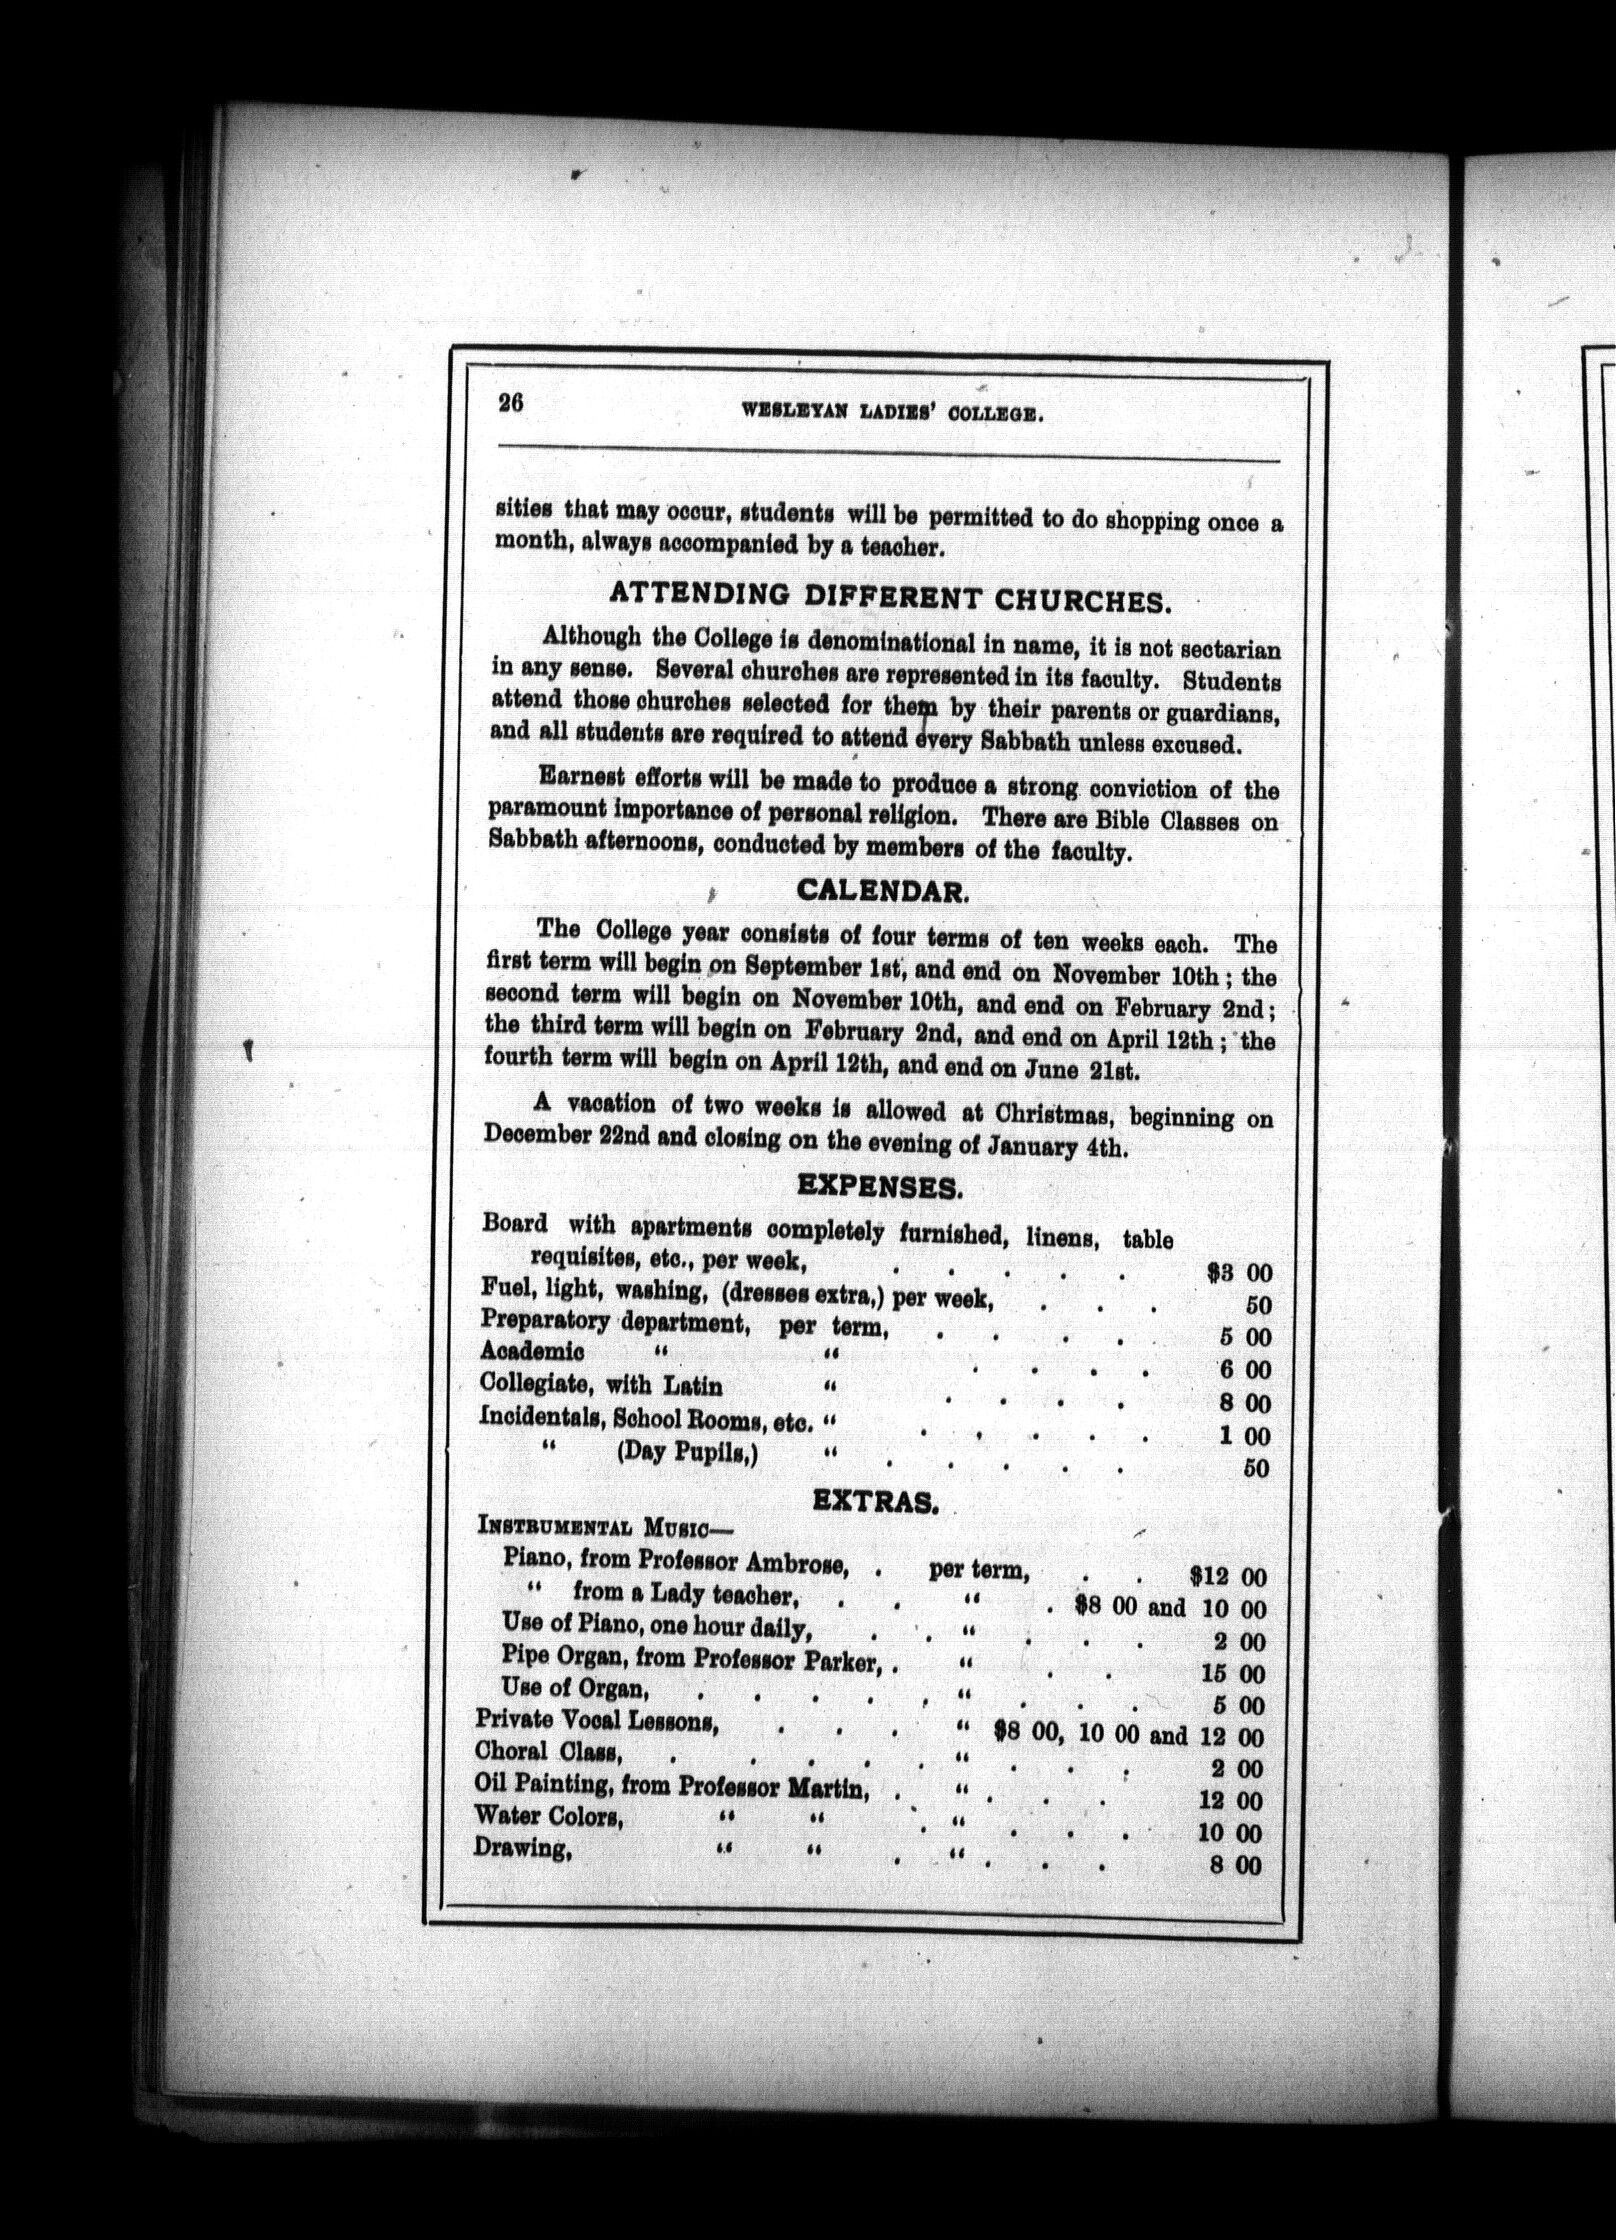 26
WESLEYAN LADIES' COLLEGE.
sities that may occur, students will be permitted to do shopping once a
month, always accompanied by a teacher.
ATTENDING DIFFERENT CHURCHES.
Although the College is denominational in name, it is not sectarian
in any sense. Several churches are represented in its faculty. Students
attend those churches selected for them by their parents or guardians,
and all students are required to attend every Sabbath unless excused.
Earnest efforts will be made to produce a strong conviction of the
paramount importance of personal religion. There are Bible Classes on
Sabbath afternoons, conducted by members of the faculty.
CALENDAR.
The College year consists of four terms of ten weeks each. The
first term will begin on September 1st, and end on November 10th; the
second term will begin on November 10th, and end on February 2nd;
the third term will begin on February 2nd, and end on April 12th; the
fourth term will begin on April 12th, and end on June 21st.
A vacation of two weeks is allowed at Christmas, beginning on
December 22nd and closing on the evening of January 4th.
EXPENSES.
Board with apartments completely furnished, linens, table
requisites, etc., per week, . . . . . $3 00
Fuel, light, washing, (dresses extra,) per week, . . . 50
Preparatory department, per term, . . . . 5 00
Academic " " . . . . 6 00
Collegiate, with Latin " . . . . 8 00
Incidentals, School Rooms, etc. " . . . . . 1 00
" (Day Pupils,) " . . . . . 50
EXTRAS.
INSTRUMENTAL MUSIC—
Piano, from Professor Ambrose, . per term, . . $12 00
" from a Lady teacher, . . " . $8 00 and 10 00
Use of Piano, one hour daily, . . " . . . 2 00
Pipe Organ, from Professor Parker, . " . . 15 00
Use of Organ, . . . . . " . . . 5 00
Private Vocal Lessons, . . . " $8 00, 10 00 and 12 00
Choral Class, . . . . . " . . . 2 00
Oil Painting, from Professor Martin, . " . . . 12 00
Water Colors, " " . " . . . 10 00
Drawing, " " . " . . . 8 00